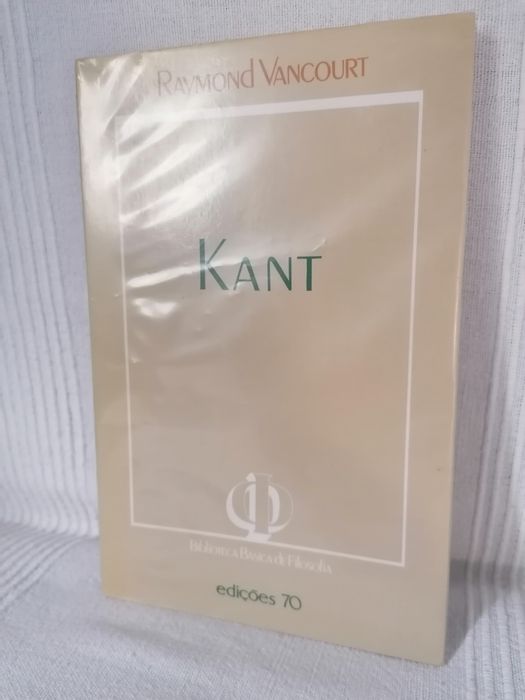 RAYMONd VANCOURT
KANT
BiblioTECA BÁSICA dE FilosofiA
edições 70